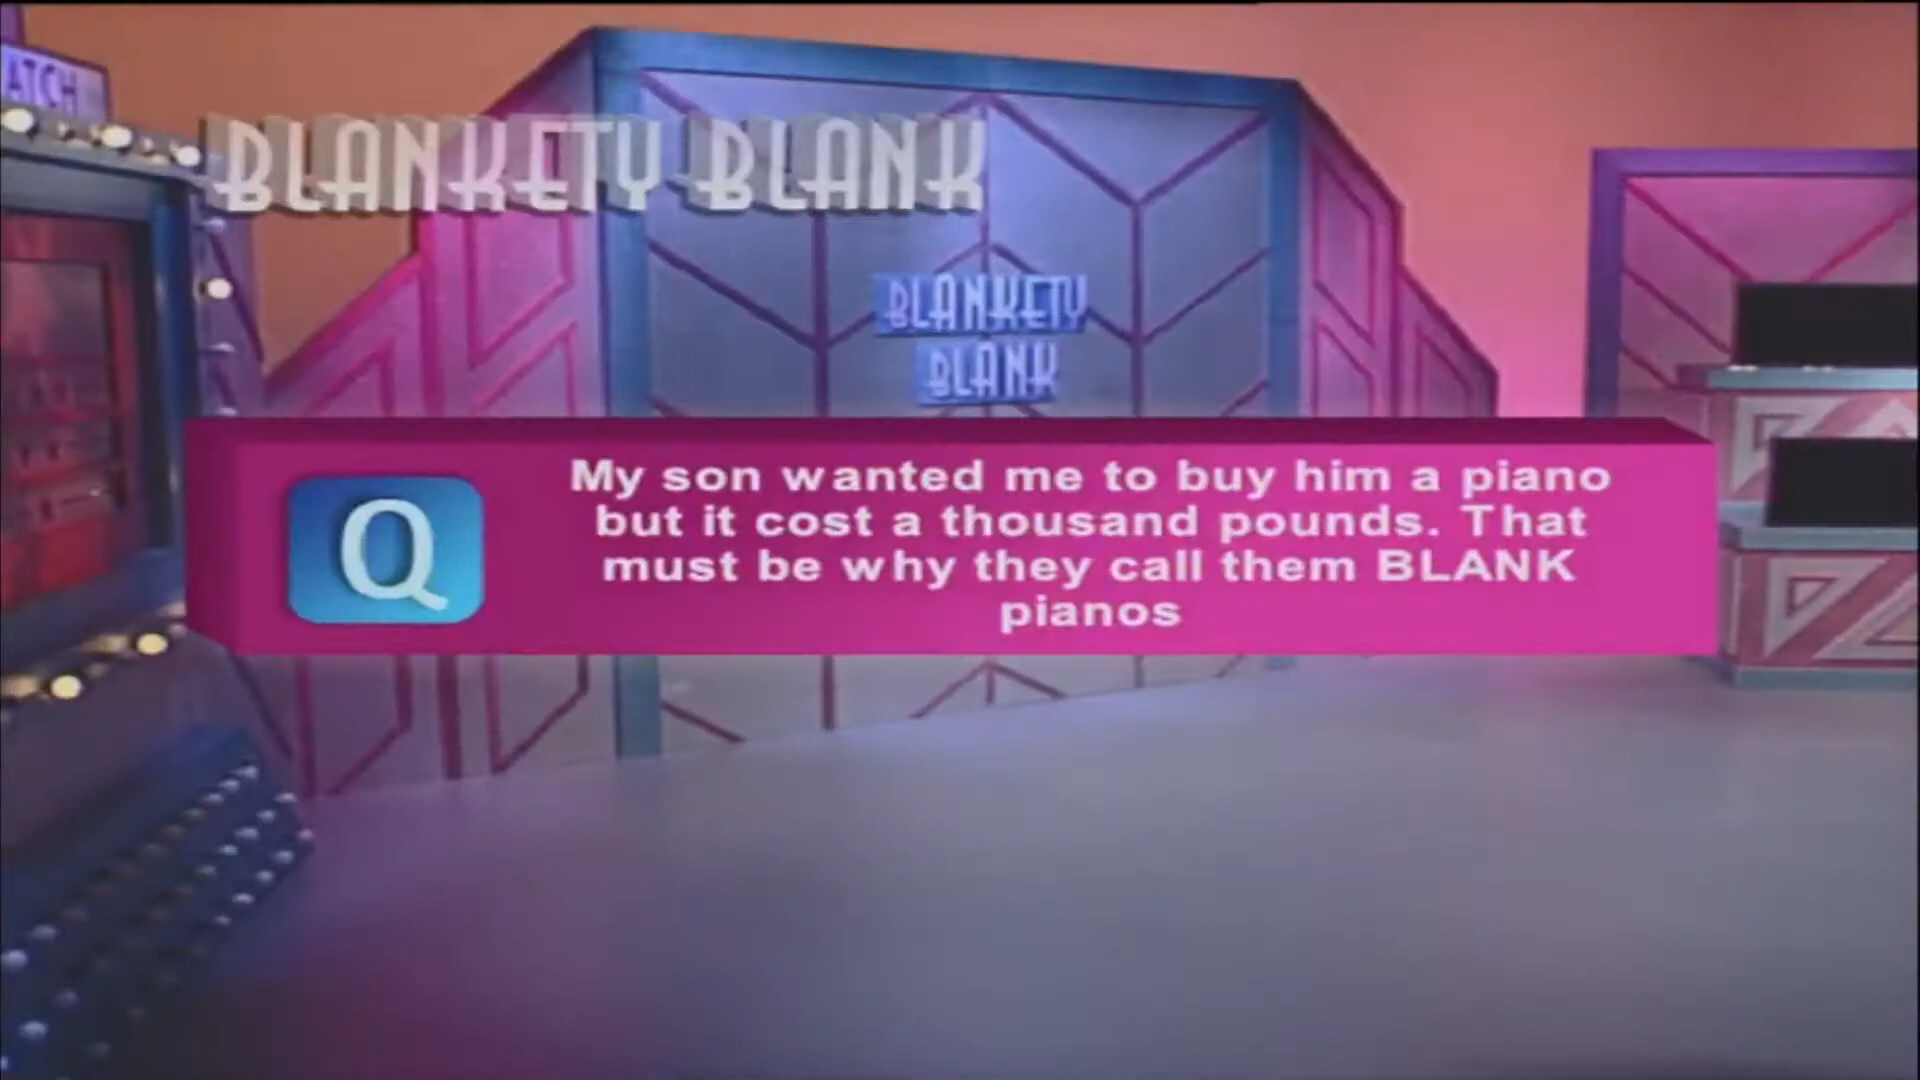 ATCH
BLANKETY BLANK
BLANKETY
BLANK
Q
My son wanted me to buy him a piano
but it cost a thousand pounds. That
must be why they call them BLANK
pianos